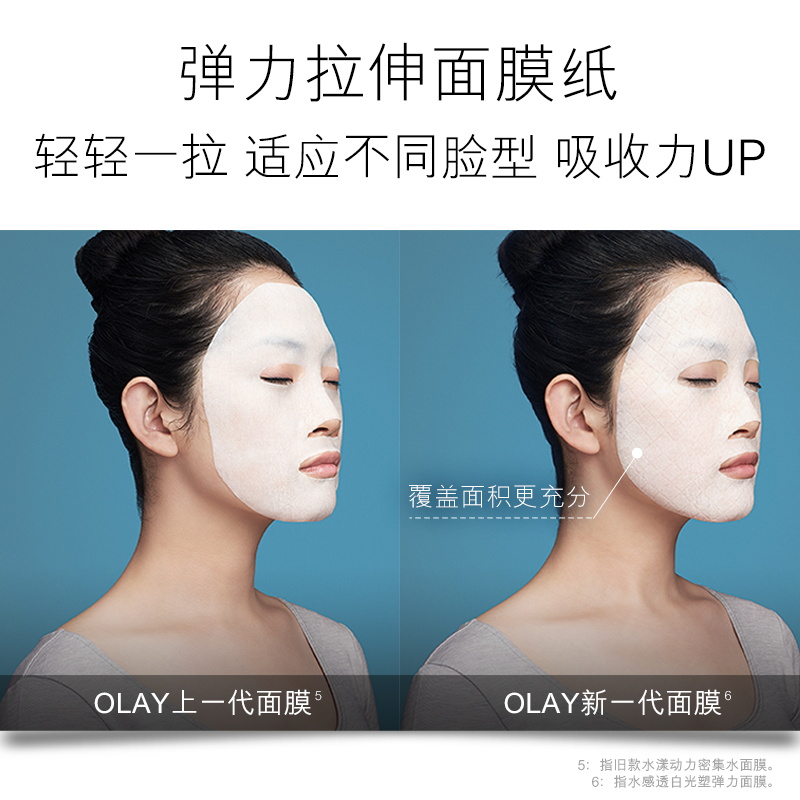 弹力拉伸面膜纸
轻轻一拉 适应不同脸型 吸收力UP
覆盖面积更充分
OLAY上一代面膜5
OLAY新一代面膜6
5：指旧款水漾动力密集水面膜。
6：指水感透白光塑弹力面膜。